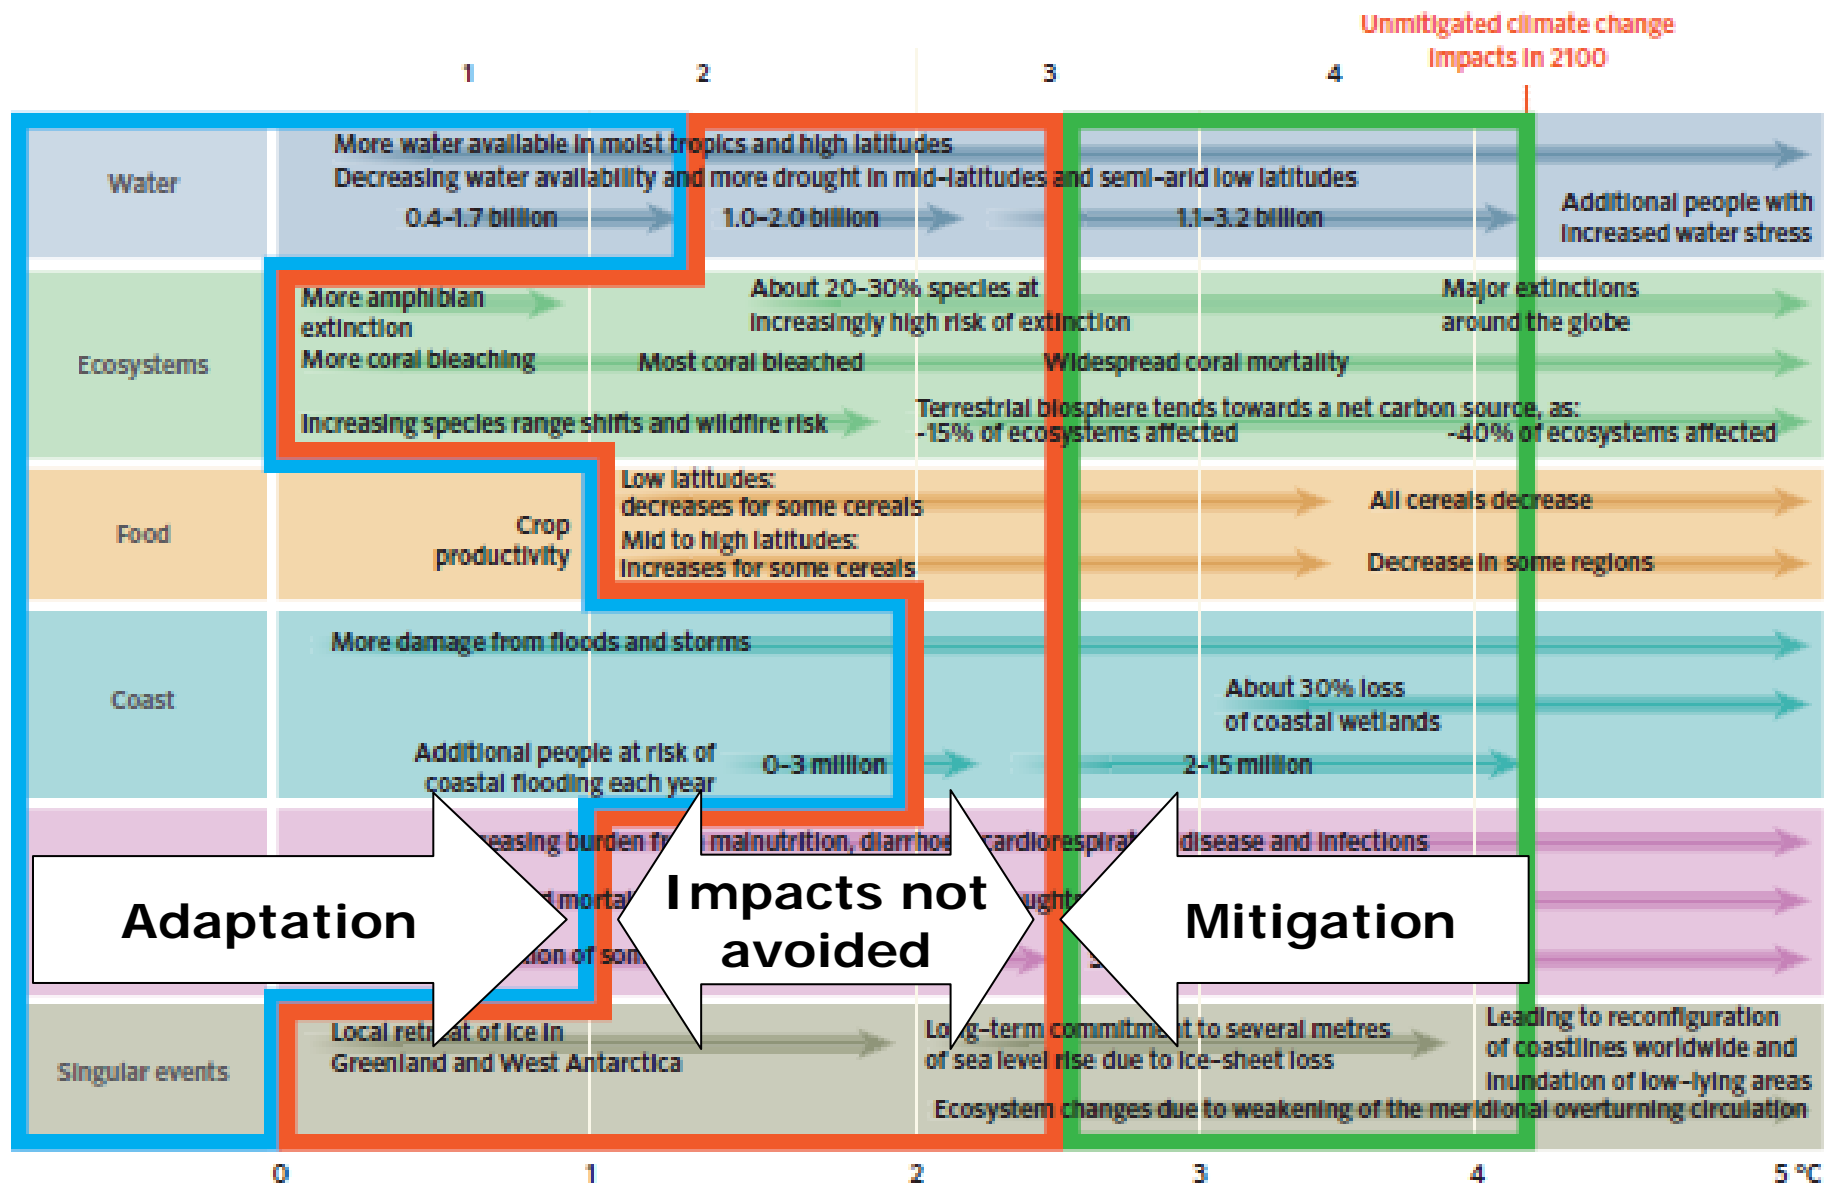 Unmitigated climate change
impacts in 2100
1 2 3 4
Water
More water available in moist tropics and high latitudes
Decreasing water availability and more drought in mid-latitudes and semi-arid low latitudes
0.4–1.7 billion 1.0–2.0 billion 1.1–3.2 billion
Additional people with
increased water stress
Ecosystems
More amphibian
extinction
About 20–30% species at
increasingly high risk of extinction
Major extinctions
around the globe
More coral bleaching Most coral bleached Widespread coral mortality
Increasing species range shifts and wildfire risk
Terrestrial biosphere tends towards a net carbon source, as:
-15% of ecosystems affected -40% of ecosystems affected
Food
Crop
productivity
Low latitudes:
decreases for some cereals
All cereals decrease
Mid to high latitudes:
increases for some cereals
Decrease in some regions
Coast
More damage from floods and storms
About 30% loss
of coastal wetlands
Additional people at risk of
coastal flooding each year
0–3 million 2–15 million
burden malnutrition, disease and infections
Adaptation
Impacts not
avoided
Mitigation
of
Singular events
Local retreat of ice in
Greenland and West Antarctica
Long-term commitment to several metres
of sea level rise due to ice-sheet loss
Leading to reconfiguration
of coastlines worldwide and
inundation of low-lying areas
Ecosystem changes due to weakening of the meridional overturning circulation
0 1 2 3 4 5 °C